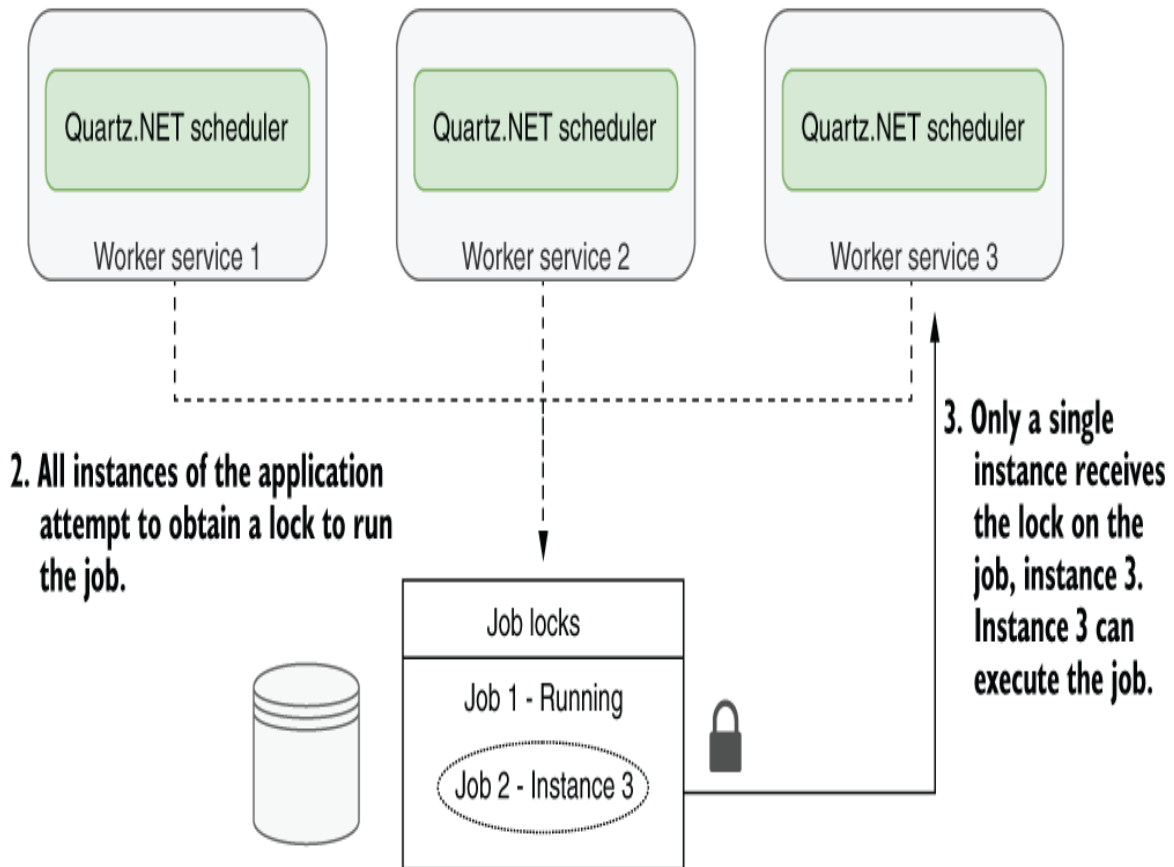 Quartz.NET scheduler
Worker service 1
Quartz.NET scheduler
Worker service 2
Quartz.NET scheduler
Worker service 3
2. All instances of the application
attempt to obtain a lock to run
the job.
3. Only a single
instance receives
the lock on the
job, instance 3.
Instance 3 can
execute the job.
Job locks
Job 1 - Running
Job 2 - Instance 3